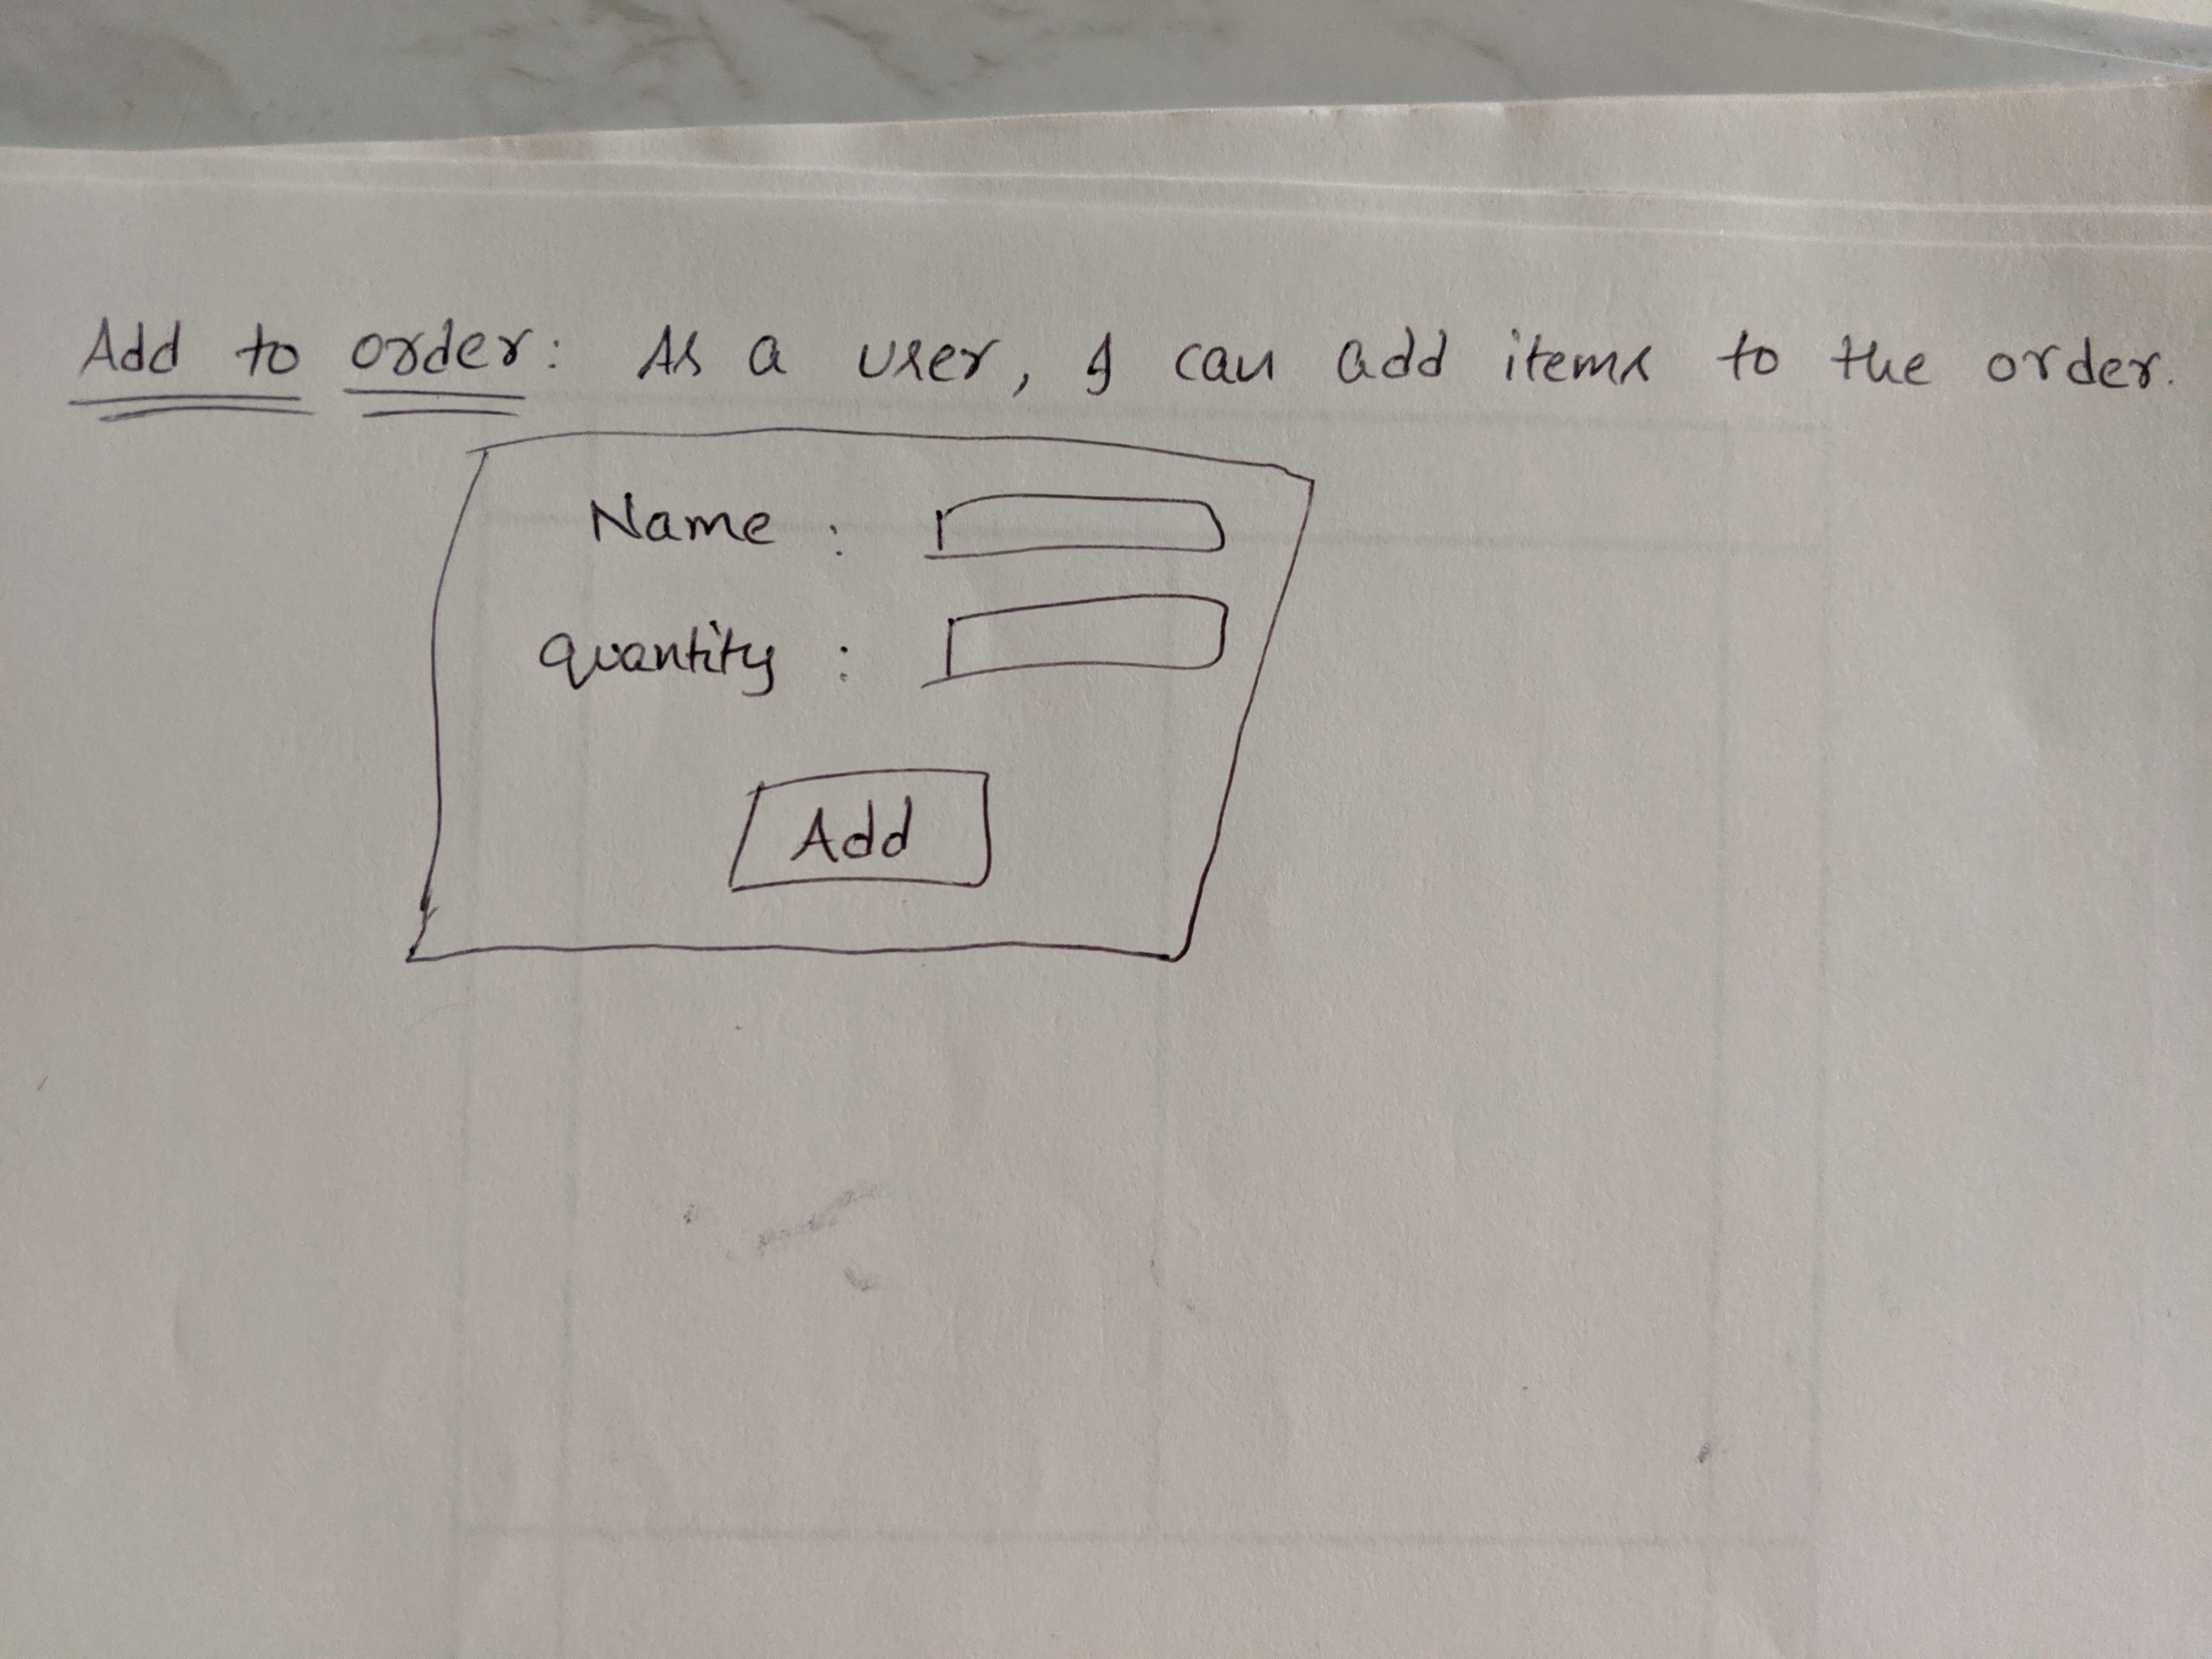 Add to order: As a user, I can add items to the order.
Name :
quantity :
Add